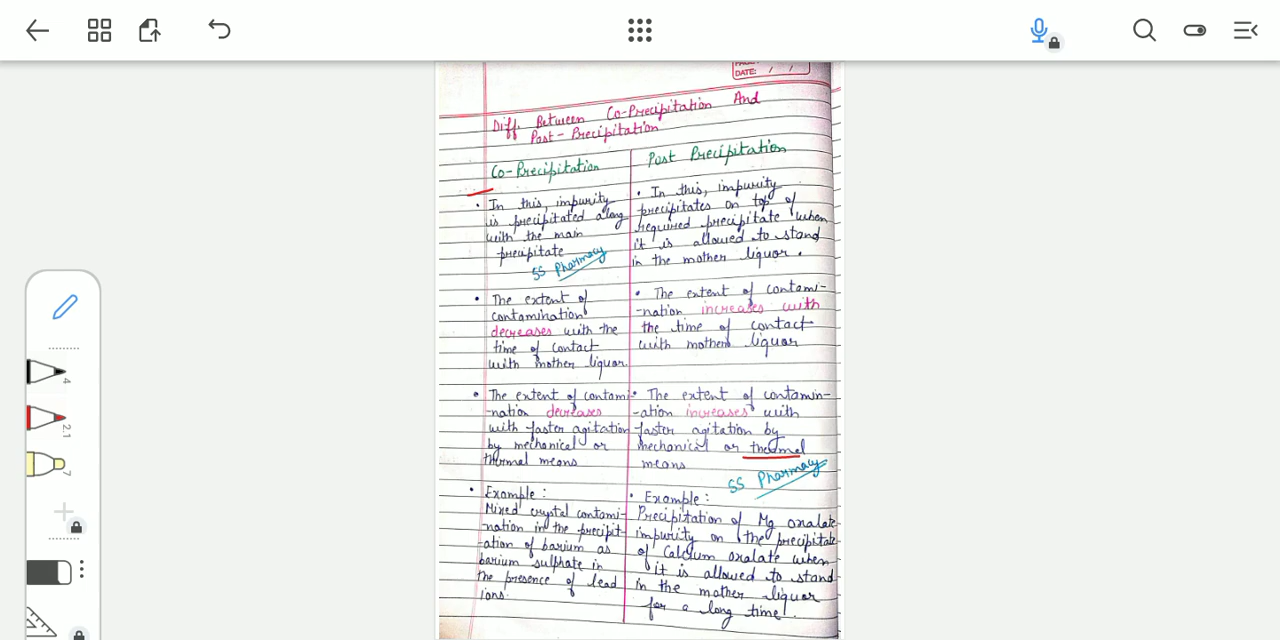 DATE: / /
Diff. Between Co-Precipitation And
Post-Precipitation
Co-Precipitation
• In this, impurity
is precipitated along
with the main
precipitate
SS Pharmacy
• The extent of
contamination
decreases with the
time of contact
with mother liquor.
• The extent of contami-
-nation decreases
with faster agitation
by mechanical or
thermal means
• Example :
Mixed crystal contami-
-nation in the precipit-
-ation of barium as
barium sulphate in
the presence of lead
ions.
Post Precipitation
• In this, impurity
precipitates on top of
required precipitate when
it is allowed to stand
in the mother liquor.
• The extent of contami-
-nation increases with
the time of contact
with mother liquor
• The extent of contamin-
-ation increases with
faster agitation by
mechanical or thermal
means
SS Pharmacy
• Example :
Precipitation of Mg oxalate
impurity on the precipitate
of Calcium oxalate when
it is allowed to stand
in the mother liquor
for a long time.
4
2.1
7